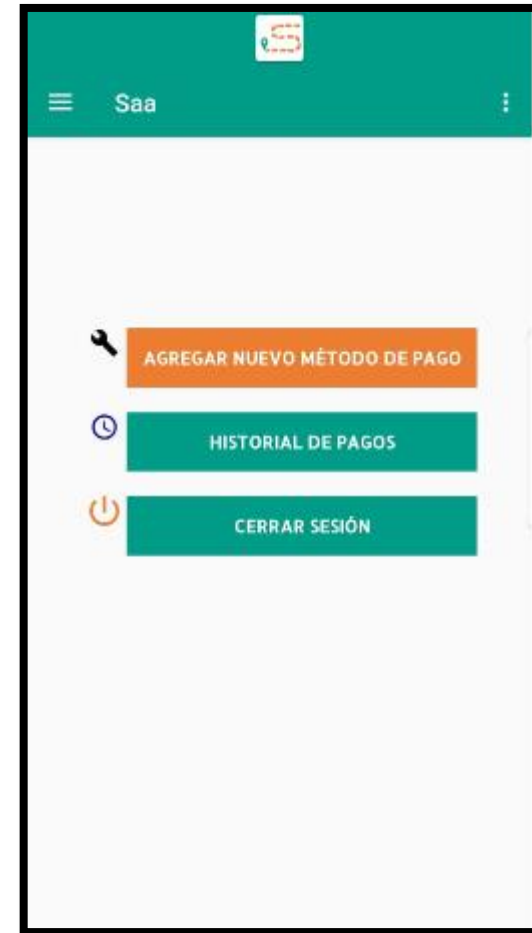 Saa
AGREGAR NUEVO MÉTODO DE PAGO
HISTORIAL DE PAGOS
CERRAR SESIÓN